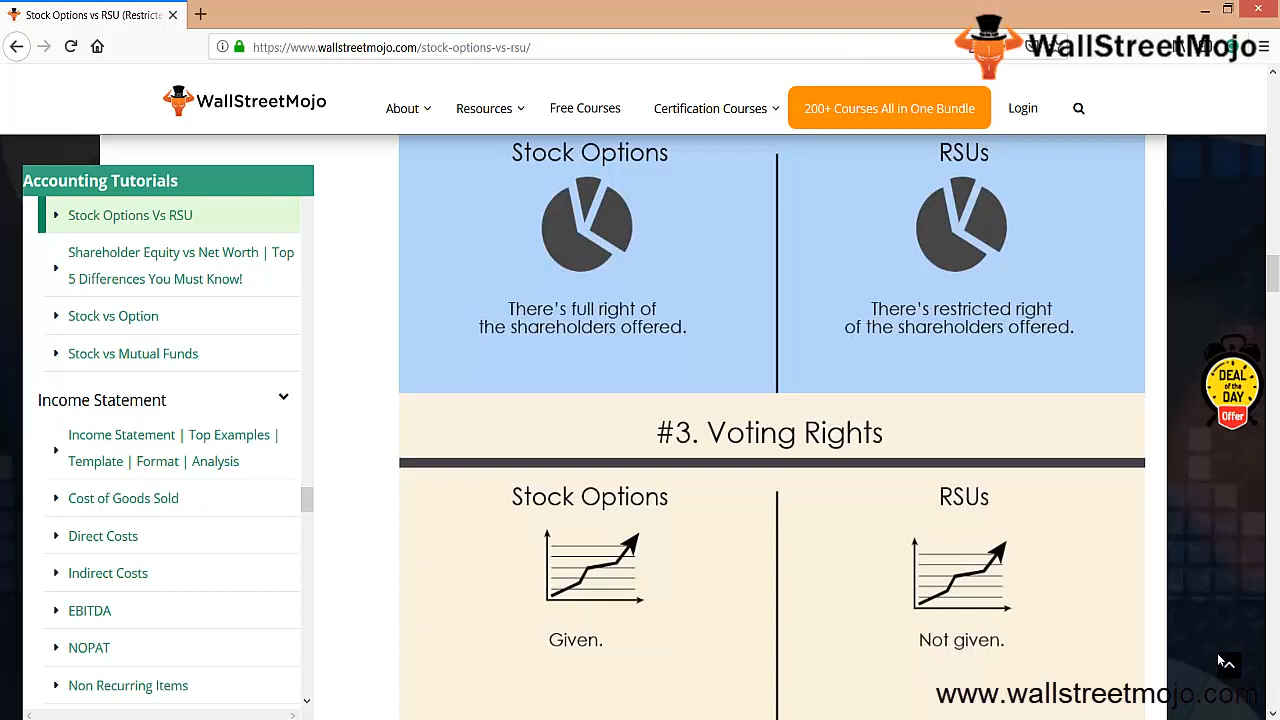 Stock Options vs RSU (Restricte
https://www.wallstreetmojo.com/stock-options-vs-rsu/
WallStreetMojo
WallStreetMojo
About
Resources
Free Courses
Certification Courses
200+ Courses All in One Bundle
Login
Accounting Tutorials
Stock Options Vs RSU
Shareholder Equity vs Net Worth | Top
5 Differences You Must Know!
Stock vs Option
Stock vs Mutual Funds
Income Statement
Income Statement | Top Examples |
Template | Format | Analysis
Cost of Goods Sold
Direct Costs
Indirect Costs
EBITDA
NOPAT
Non Recurring Items
Stock Options
RSUs
There's full right of
the shareholders offered.
There's restricted right
of the shareholders offered.
#3. Voting Rights
Stock Options
RSUs
Given.
Not given.
DEAL
OF THE
DAY
Offer
www.wallstreetmojo.com